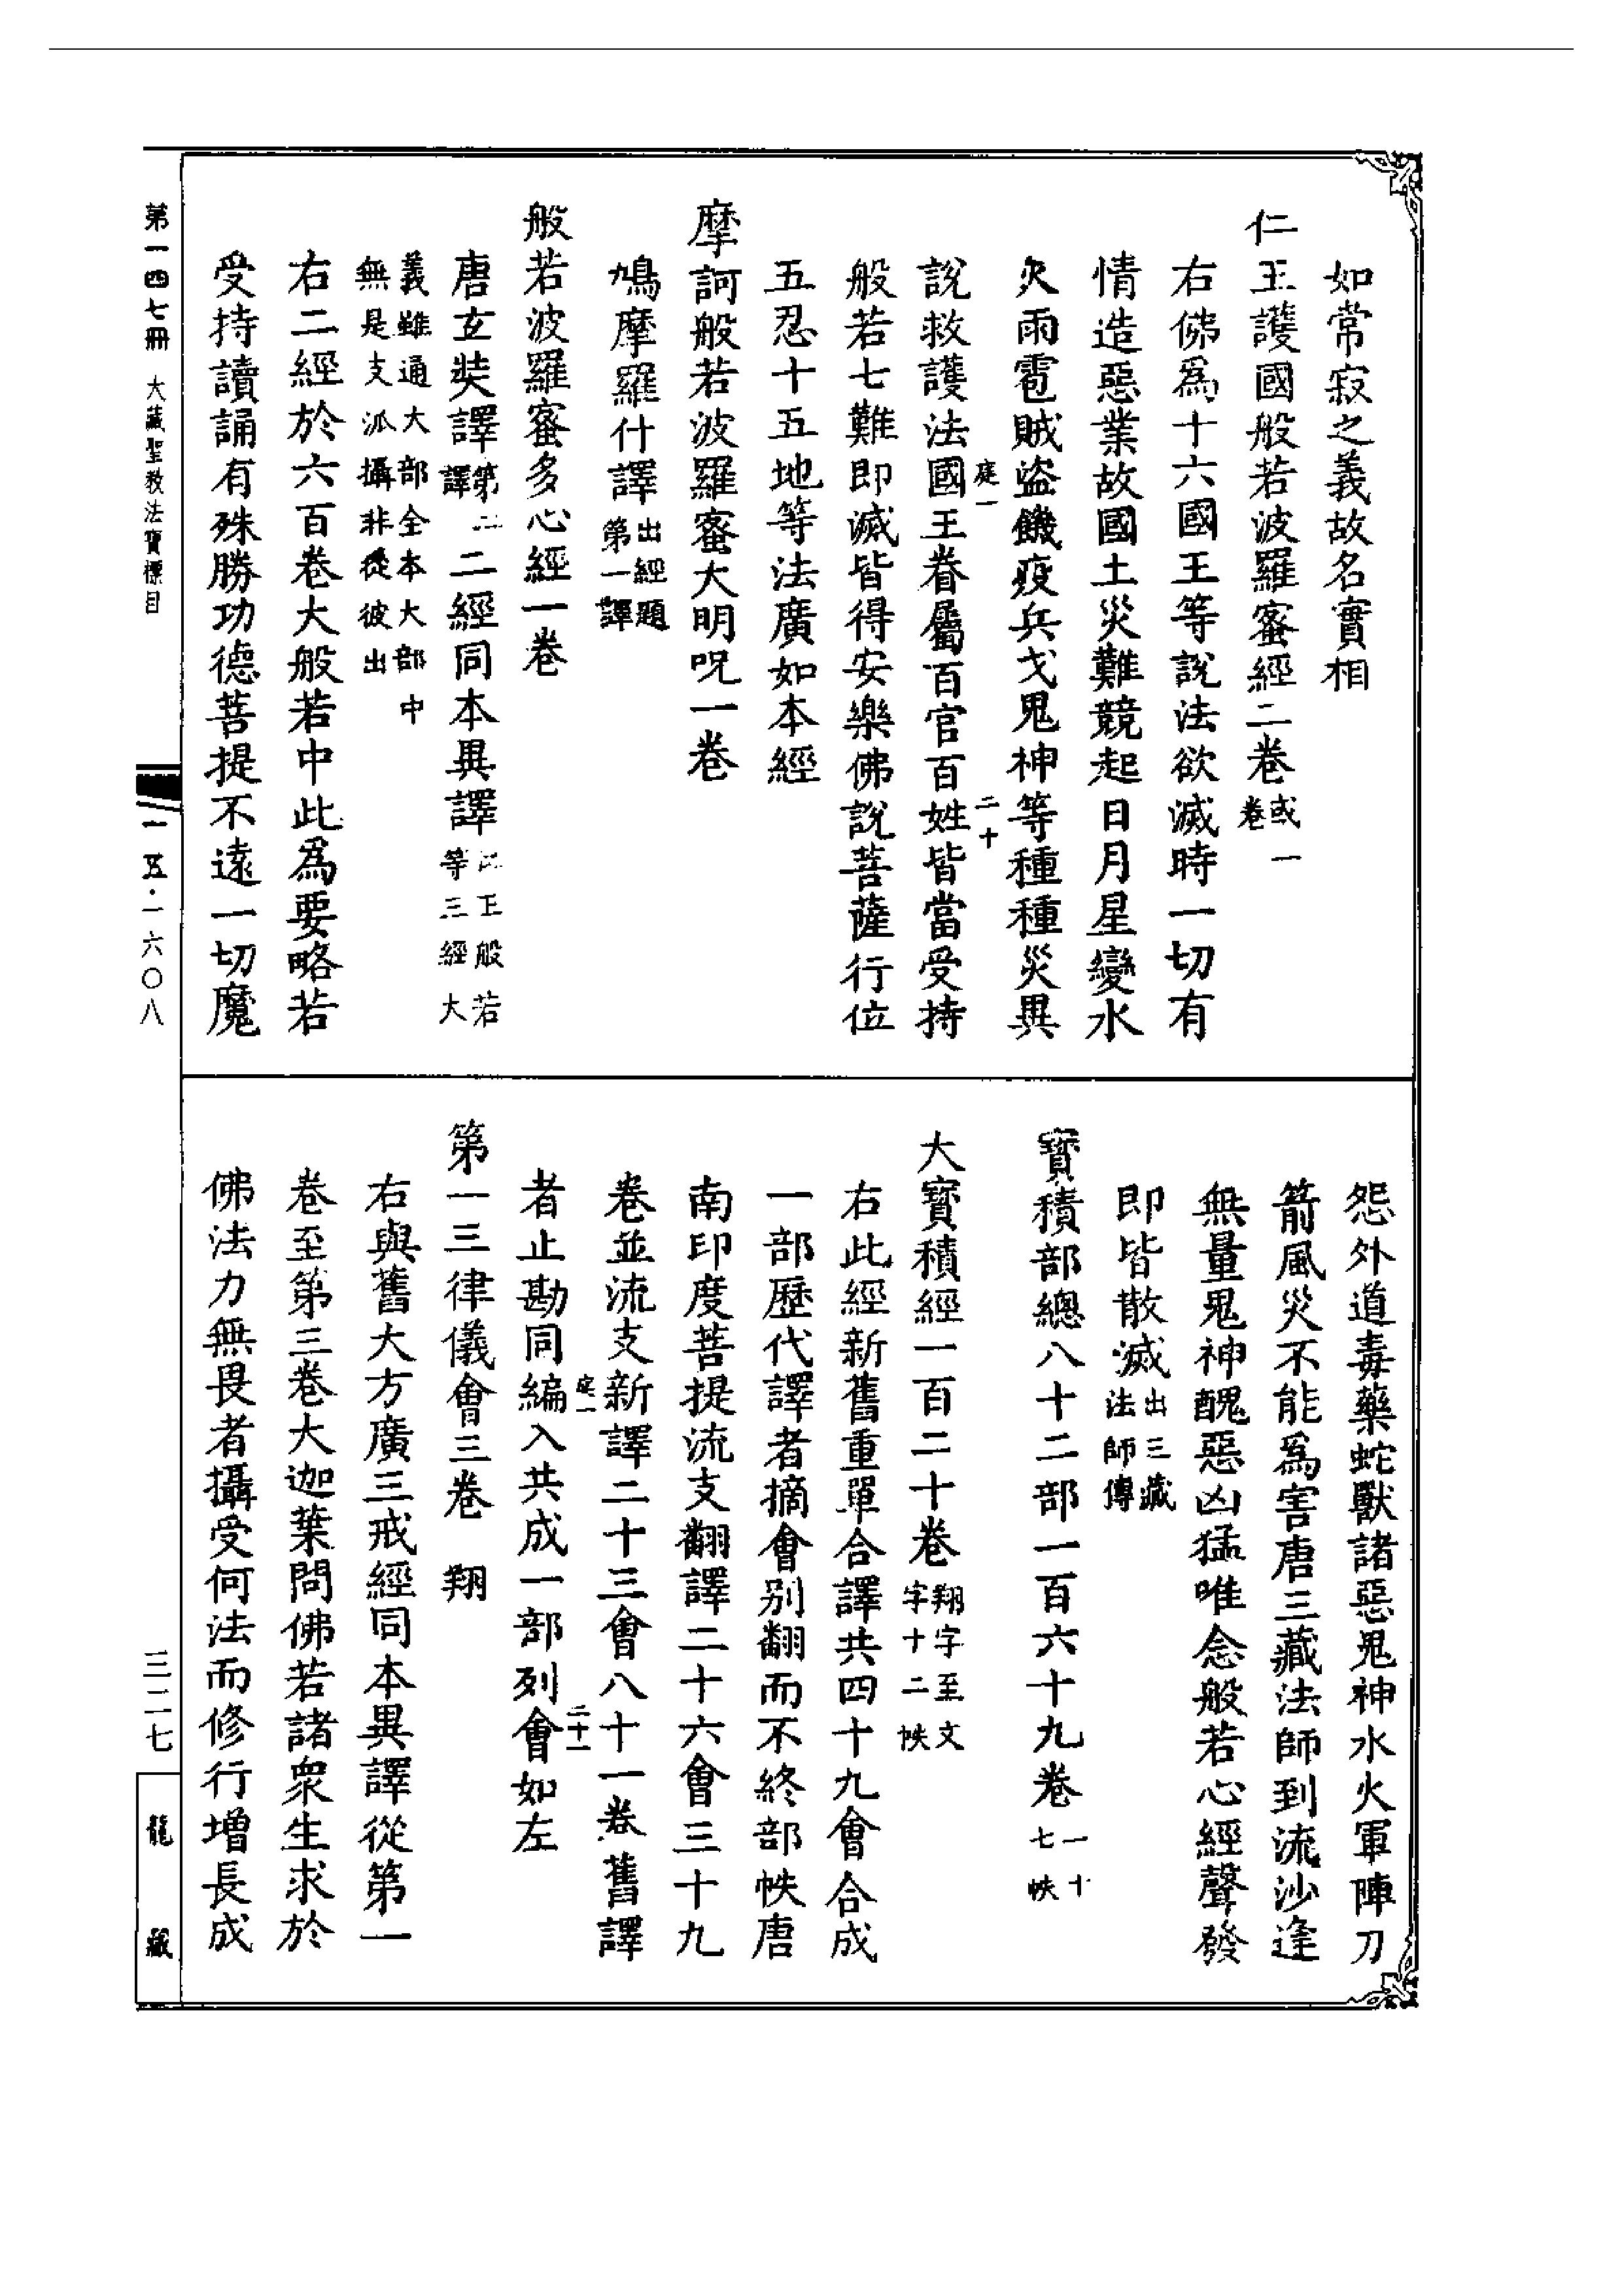 如常寂之義故名實相
仁王護國般若波羅蜜經二卷或一卷
右佛爲十六國王等說法欲滅時一切有
情造惡業故國土災難競起日月星變水
火雨雹賊盜饑疫兵戈鬼神等種種災異
庭一 二十
說救護法國王眷屬百官百姓皆當受持
般若七難即滅皆得安樂佛說菩薩行位
五忍十五地等法廣如本經
摩訶般若波羅蜜大明呪一卷
鳩摩羅什譯出經題第一譯
般若波羅蜜多心經一卷
唐玄奘譯第二譯二經同本異譯比正般若等三經大
義雖通大部全本大部中
無是支派攝非從彼出
右二經於六百卷大般若中此爲要略若
受持讀誦有殊勝功德菩提不遠一切魔
怨外道毒藥蛇獸諸惡鬼神水火軍陣刀
箭風災不能爲害唐三藏法師到流沙逢
無量鬼神醜惡凶猛唯念般若心經聲發
即皆散滅出三藏法師傳
寶積部總八十二部一百六十九卷一十七帙
大寶積經一百二十卷翔字至文字十二帙
右此經新舊重單合譯共四十九會合成
一部歷代譯者摘會別翻而不終部帙唐
南印度菩提流支翻譯二十六會三十九
卷並流支新譯二十三會八十一卷舊譯
庭一 二十一
者止勘同編入共成一部列會如左
第一三律儀會三卷 翔
右與舊大方廣三戒經同本異譯從第一
卷至第三卷大迦葉問佛若諸衆生求於
佛法力無畏者攝受何法而修行增長成
第一四七冊 大藏聖教法寶標目
一一五·一六〇八
三二七
龍藏